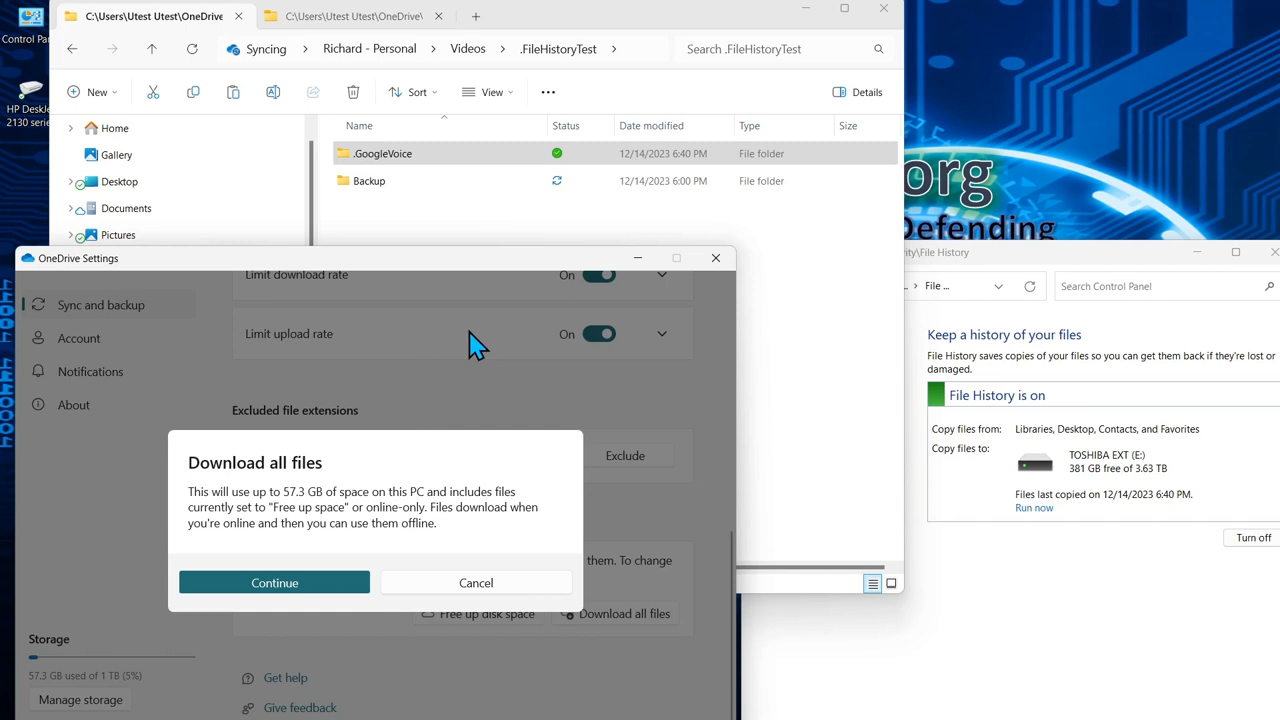 Control Pa
HP DeskJe
2130 serie
C:\Users\Utest Utest\OneDrive
C:\Users\Utest Utest\OneDrive\
Syncing > Richard - Personal > Videos > .FileHistoryTest >
Search .FileHistoryTest
New
Sort
View
Details
Name Status Date modified Type Size
Home
Gallery
Desktop
Documents
Pictures
.GoogleVoice 12/14/2023 6:40 PM File folder
Backup 12/14/2023 6:00 PM File folder
org
Defending
OneDrive Settings
Sync and backup
Account
Notifications
About
Limit download rate On
Limit upload rate On
Excluded file extensions
Exclude
Download all files
This will use up to 57.3 GB of space on this PC and includes files
currently set to "Free up space" or online-only. Files download when
you're online and then you can use them offline.
Continue Cancel
them. To change
Free up disk space Download all files
Storage
57.3 GB used of 1 TB (5%)
Manage storage
Get help
Give feedback
rity\File History
.. > File ...
Search Control Panel
Keep a history of your files
File History saves copies of your files so you can get them back if they're lost or
damaged.
File History is on
Copy files from: Libraries, Desktop, Contacts, and Favorites
Copy files to: TOSHIBA EXT (E:)
381 GB free of 3.63 TB
Files last copied on 12/14/2023 6:40 PM.
Run now
Turn off